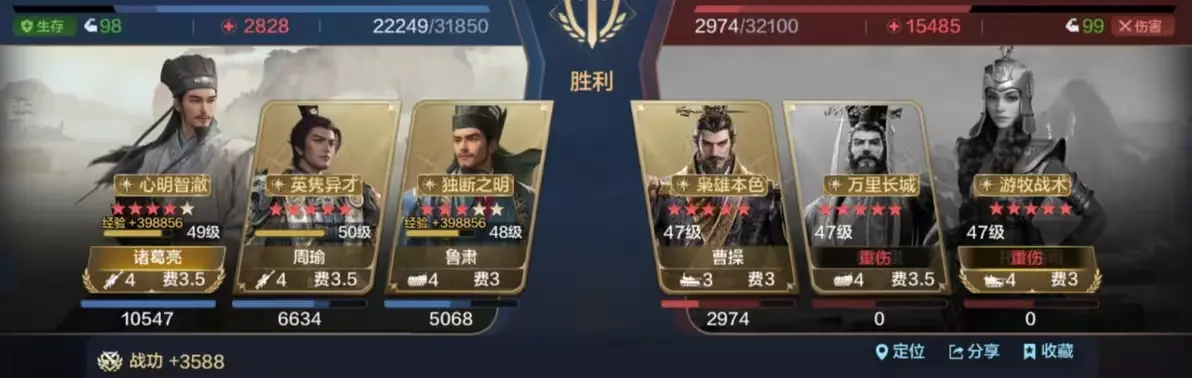 生存 98 2828 22249/31850
2974/32100 15485 99 伤害
胜利
心明智澈 英隽异才 独断之明 枭雄本色 万里长城 游牧战术
经验+398856 49级 50级 经验+398856 48级 47级 47级 47级
诸葛亮 周瑜 鲁肃 曹操 重伤 重伤
4 费3.5 4 费3.5 4 费3 3 费3 4 费3.5 4 费3
10547 6634 5068 2974 0 0
战功 +3588
定位 分享 收藏